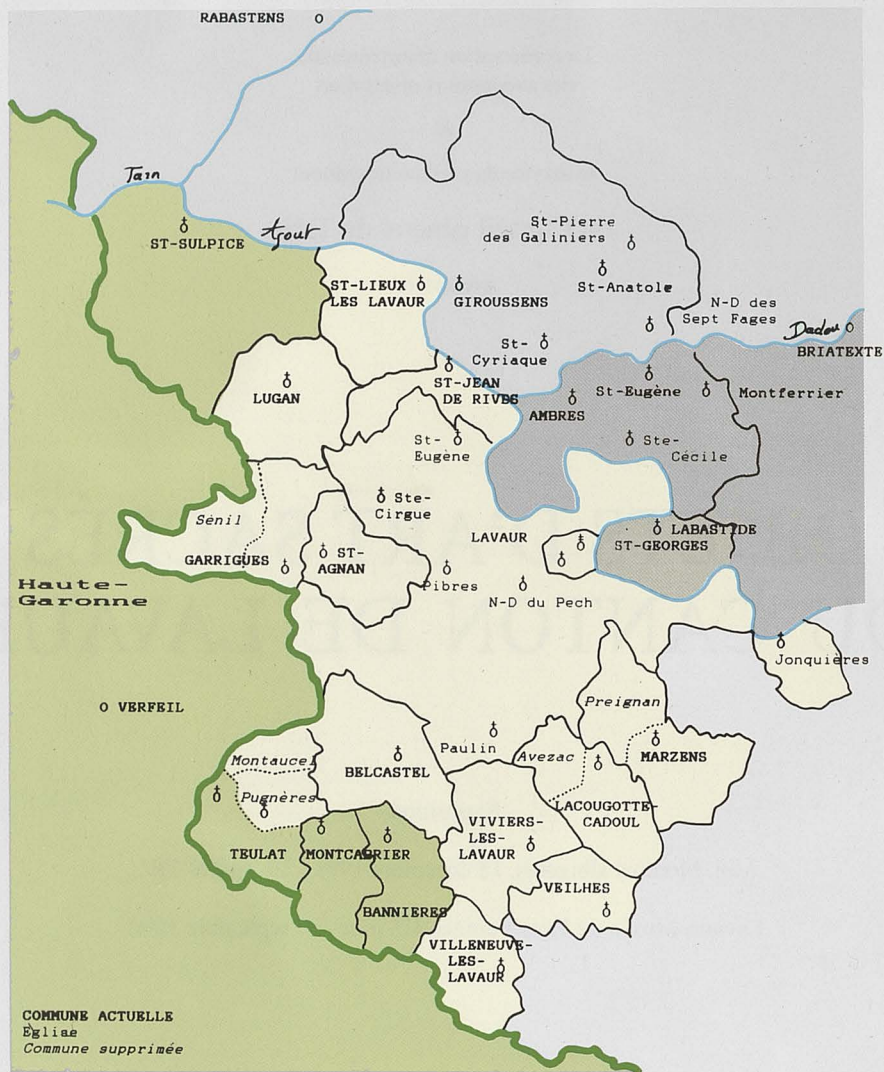 RABASTENS
Tarn
ST-SULPICE
Agout
St-Pierre
des Galiniers
St-Anatole
ST-LIEUX
LES LAVAUR
GIROUSSENS
N-D des
Sept Fages
Dadou
BRIATEXTE
St-
Cyriaque
ST-JEAN
DE RIVES
LUGAN
AMBRES
St-Eugène
Montferrier
St-
Eugène
Ste-
Cécile
Ste-
Cirgue
Sénil
GARRIGUES
ST-
AGNAN
LAVAUR
LABASTIDE
ST-GEORGES
Pibres
N-D du Pech
Haute-
Garonne
Jonquières
VERFEIL
Preignan
Montaucel
BELCASTEL
Paulin
Avezac
MARZENS
Pugnères
LACOUGOTTE-
CADOUL
TEULAT
MONTCABRIER
VIVIERS-
LES-
LAVAUR
VEILHES
BANNIERES
VILLENEUVE-
LES-
LAVAUR
COMMUNE ACTUELLE
Eglise
Commune supprimée